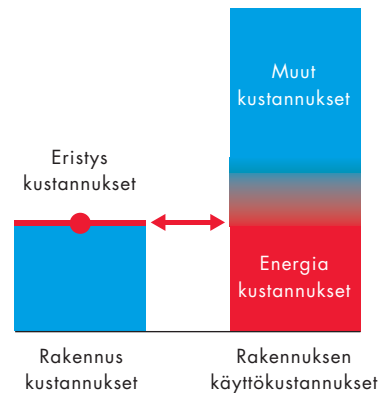 Muut
kustannukset
Eristys
kustannukset
Energia
kustannukset
Rakennus
kustannukset
Rakennuksen
käyttökustannukset